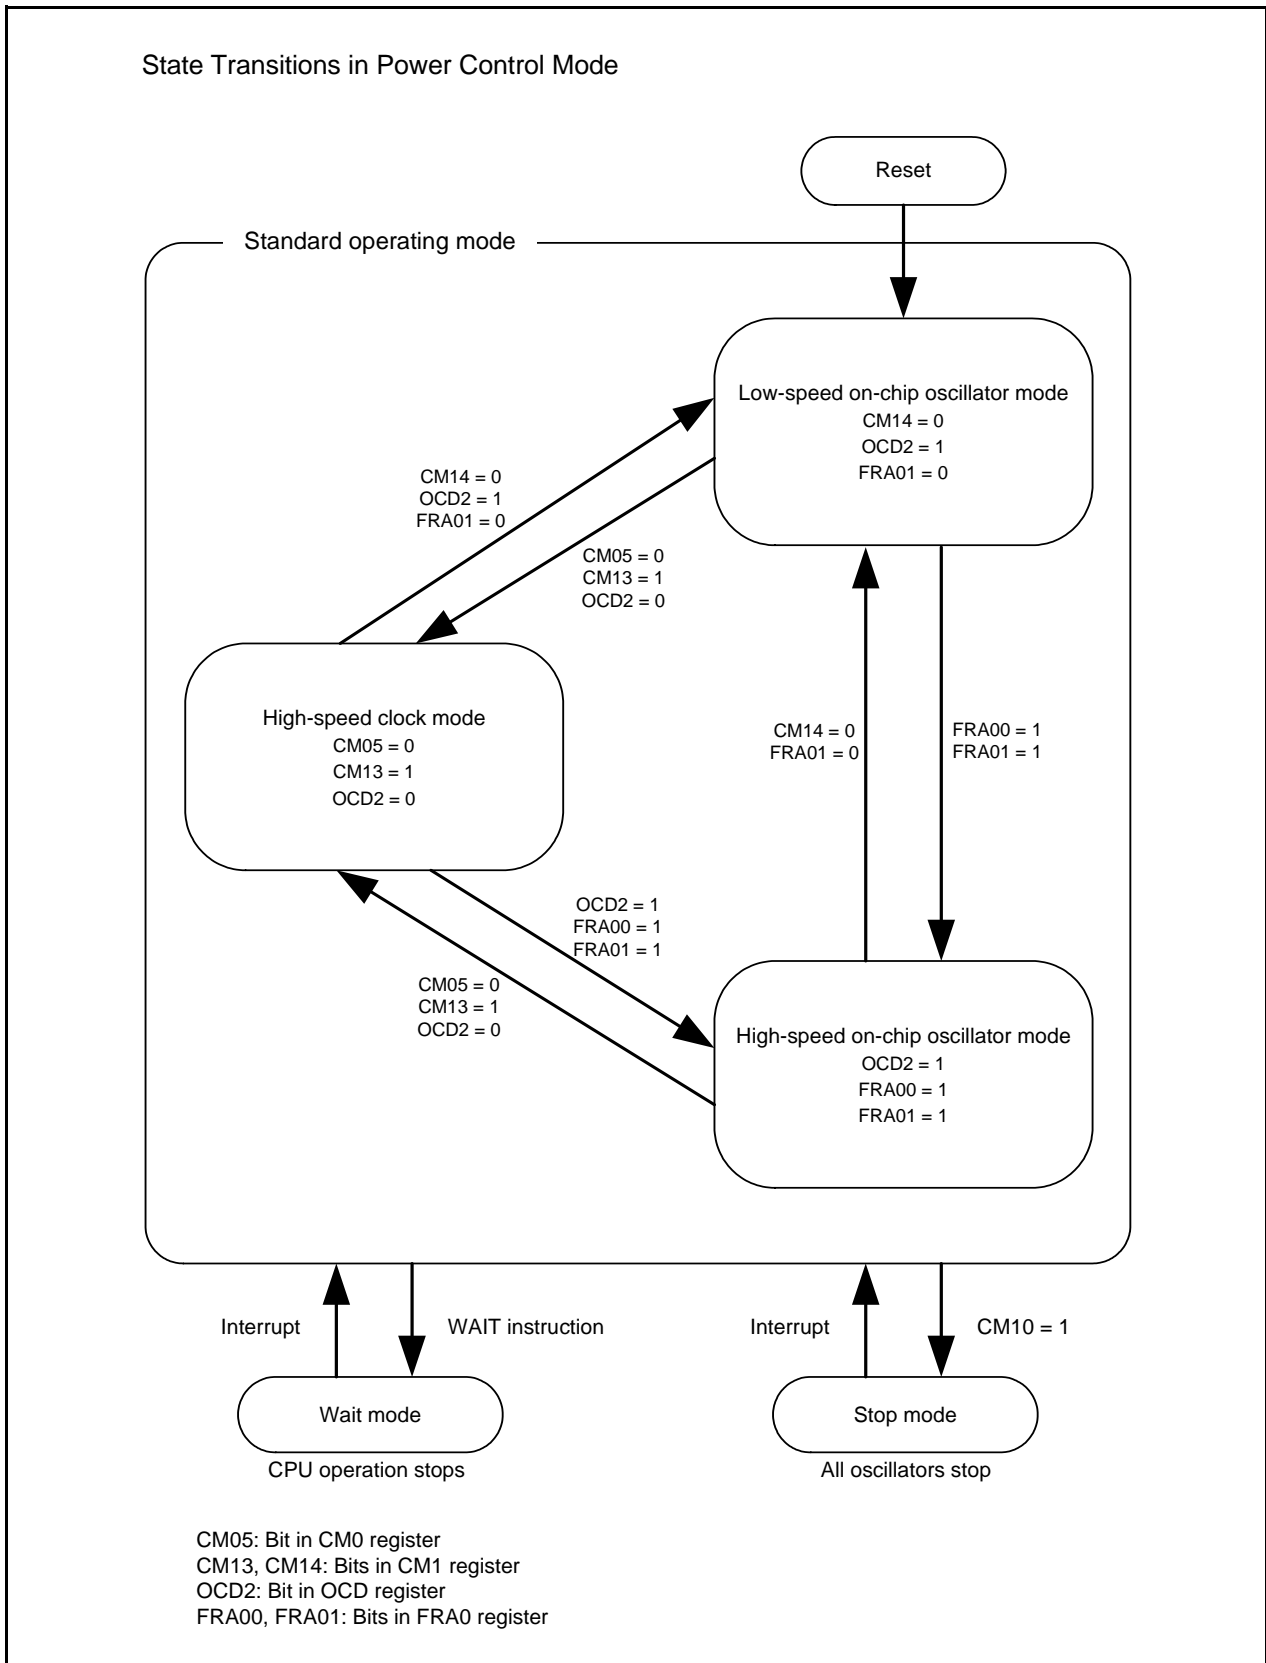 State Transitions in Power Control Mode
Reset
Standard operating mode
Low-speed on-chip oscillator mode
CM14 = 0
OCD2 = 1
FRA01 = 0
CM14 = 0
OCD2 = 1
FRA01 = 0
CM05 = 0
CM13 = 1
OCD2 = 0
High-speed clock mode
CM05 = 0
CM13 = 1
OCD2 = 0
CM14 = 0
FRA01 = 0
FRA00 = 1
FRA01 = 1
OCD2 = 1
FRA00 = 1
FRA01 = 1
CM05 = 0
CM13 = 1
OCD2 = 0
High-speed on-chip oscillator mode
OCD2 = 1
FRA00 = 1
FRA01 = 1
Interrupt
WAIT instruction
Interrupt
CM10 = 1
Wait mode
Stop mode
CPU operation stops
All oscillators stop
CM05: Bit in CM0 register
CM13, CM14: Bits in CM1 register
OCD2: Bit in OCD register
FRA00, FRA01: Bits in FRA0 register